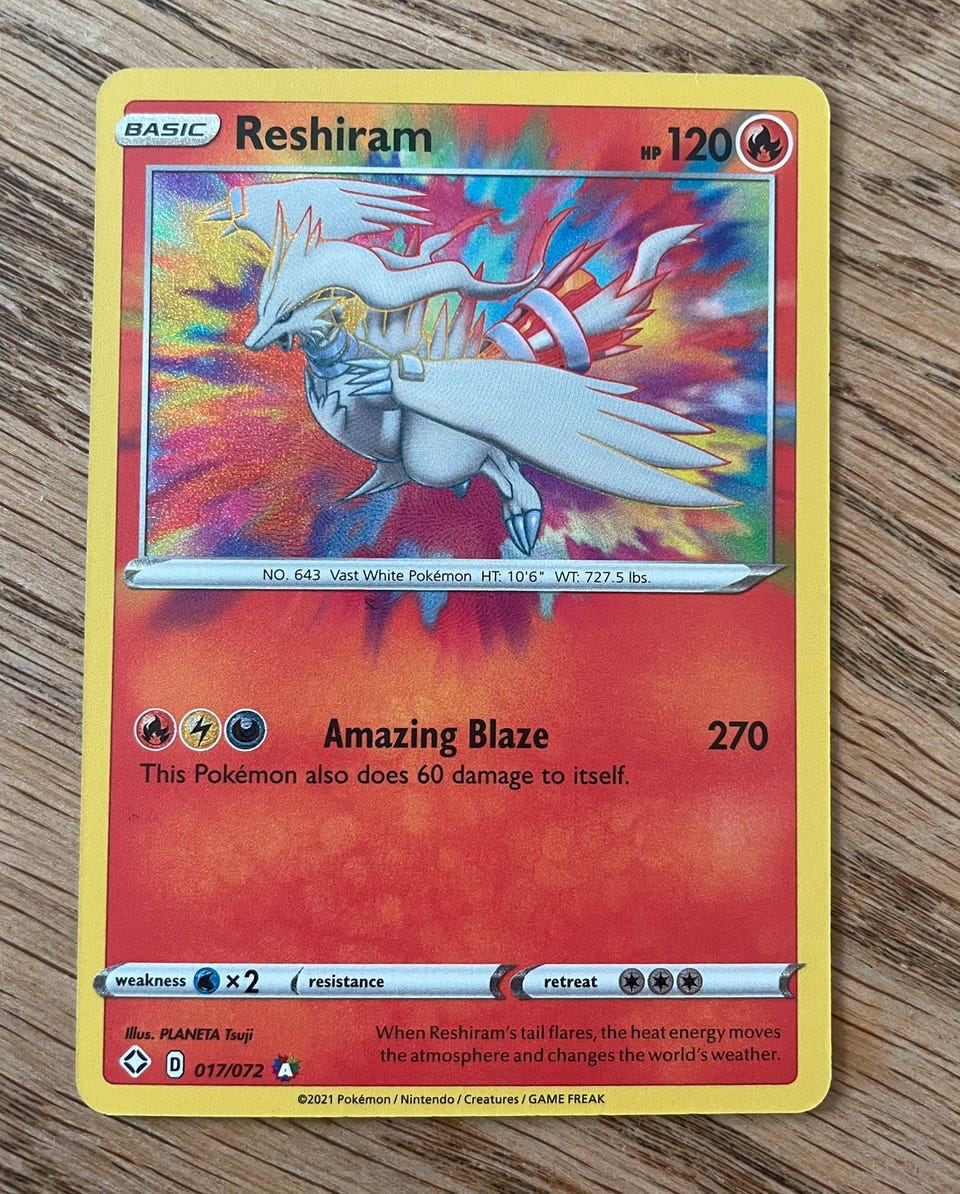 BASIC Reshiram HP 120
NO. 643 Vast White Pokémon HT: 10'6" WT: 727.5 lbs.
Amazing Blaze 270
This Pokémon also does 60 damage to itself.
weakness ×2 resistance retreat
Illus. PLANETA Tsuji
When Reshiram's tail flares, the heat energy moves
the atmosphere and changes the world's weather.
D 017/072 A
©2021 Pokémon / Nintendo / Creatures / GAME FREAK